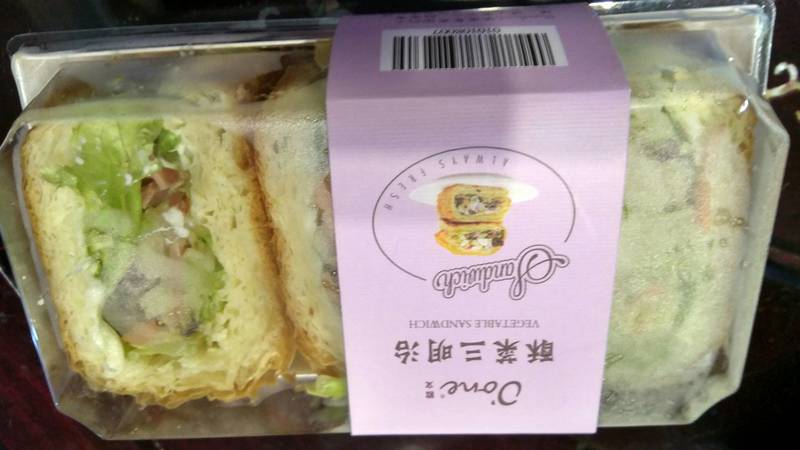 D'one
酥菜三明治
VEGETABLE SANDWICH
Sandwich
ALWAYS FRESH